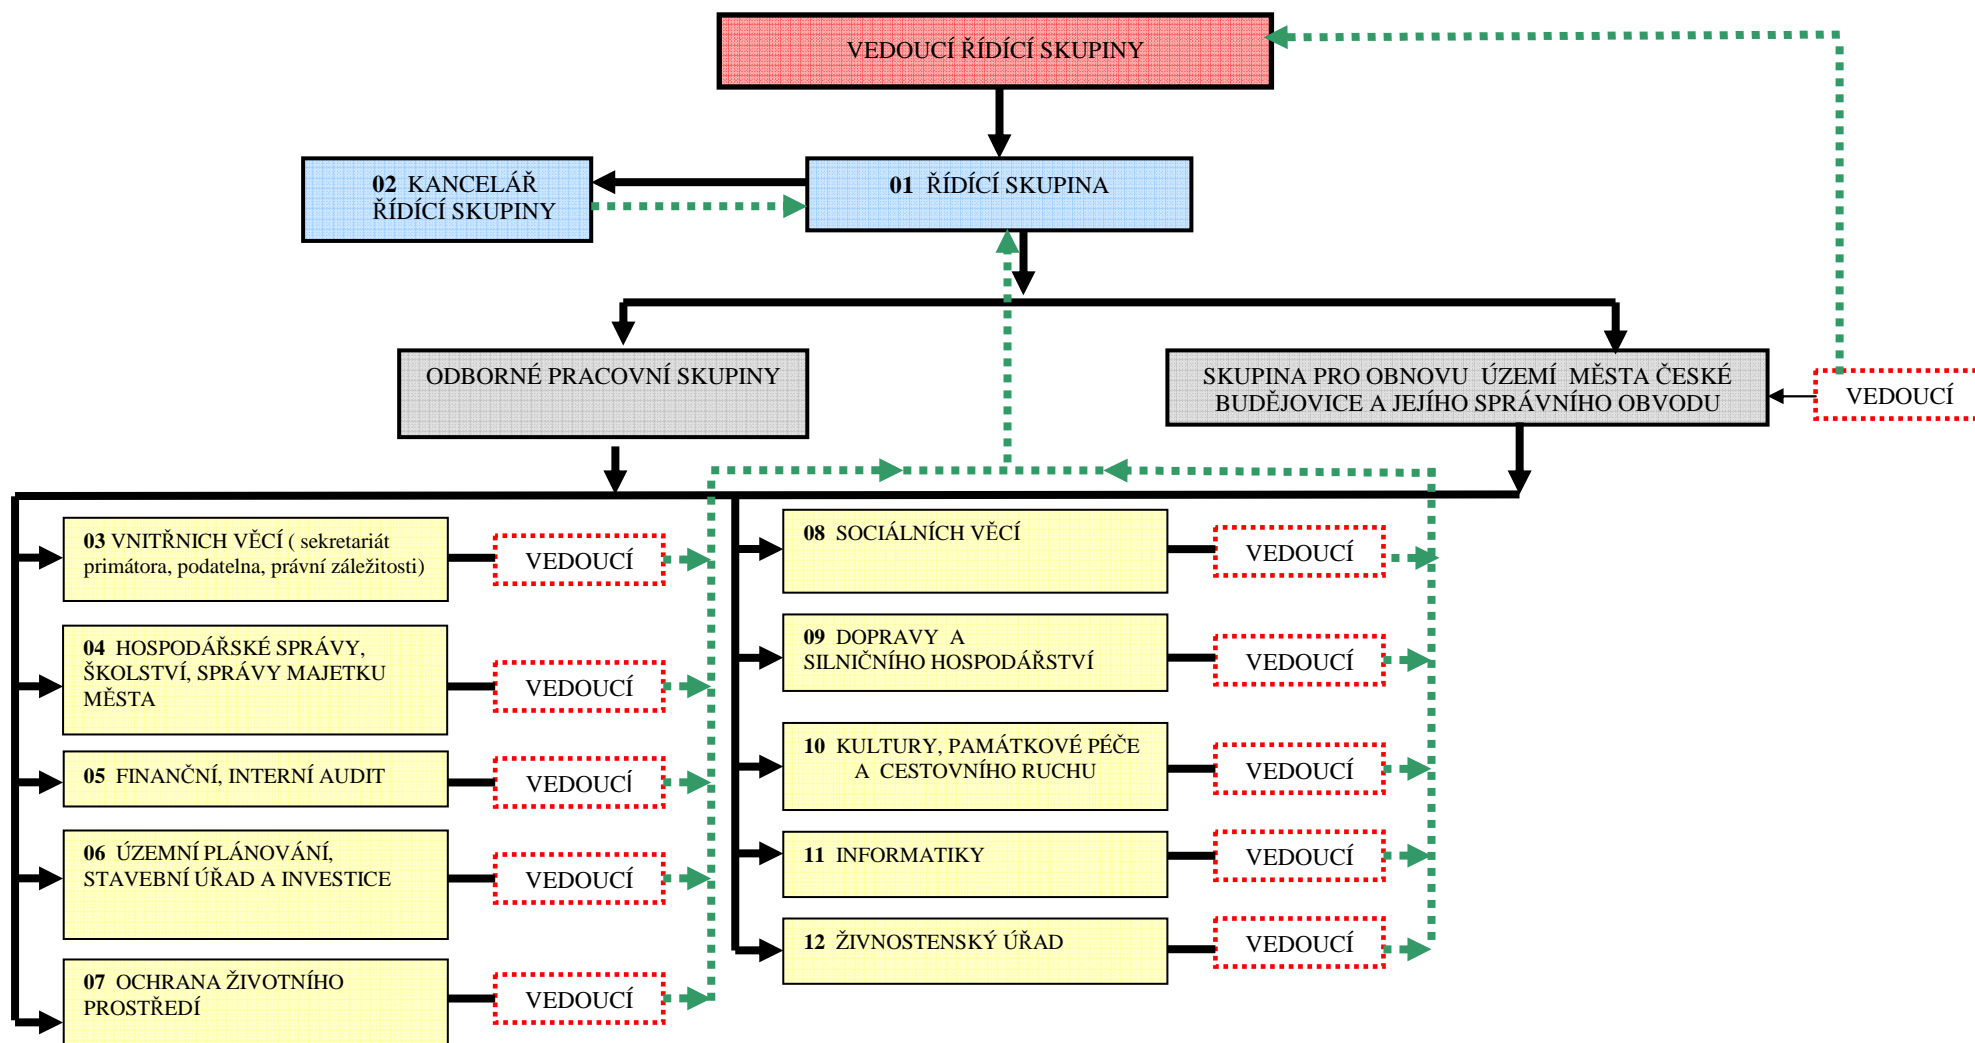 VEDOUCÍ ŘÍDÍCÍ SKUPINY
02 KANCELÁŘ
ŘÍDÍCÍ SKUPINY
01 ŘÍDÍCÍ SKUPINA
ODBORNÉ PRACOVNÍ SKUPINY
SKUPINA PRO OBNOVU ÚZEMÍ MĚSTA ČESKÉ
BUDĚJOVICE A JEJÍHO SPRÁVNÍHO OBVODU
VEDOUCÍ
03 VNITŘNICH VĚCÍ ( sekretariát
primátora, podatelna, právní záležitosti)
VEDOUCÍ
04 HOSPODÁŘSKÉ SPRÁVY,
ŠKOLSTVÍ, SPRÁVY MAJETKU
MĚSTA
VEDOUCÍ
05 FINANČNÍ, INTERNÍ AUDIT
VEDOUCÍ
06 ÚZEMNÍ PLÁNOVÁNÍ,
STAVEBNÍ ÚŘAD A INVESTICE
VEDOUCÍ
07 OCHRANA ŽIVOTNÍHO
PROSTŘEDÍ
VEDOUCÍ
08 SOCIÁLNÍCH VĚCÍ
VEDOUCÍ
09 DOPRAVY A
SILNIČNÍHO HOSPODÁŘSTVÍ
VEDOUCÍ
10 KULTURY, PAMÁTKOVÉ PÉČE
A CESTOVNÍHO RUCHU
VEDOUCÍ
11 INFORMATIKY
VEDOUCÍ
12 ŽIVNOSTENSKÝ ÚŘAD
VEDOUCÍ